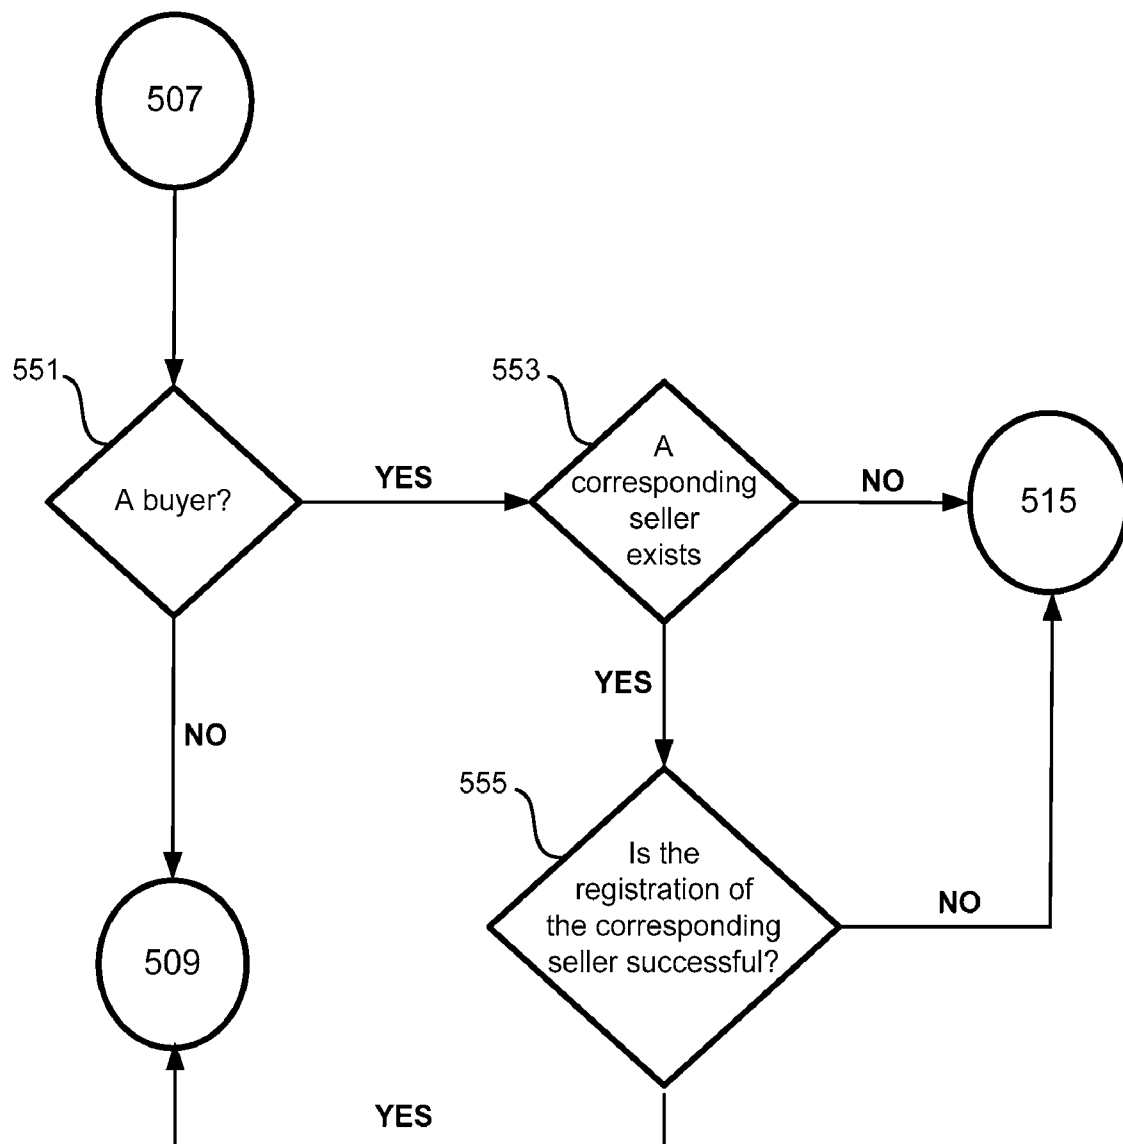 507
551
A buyer?
YES
553
A
corresponding
seller
exists
NO
515
YES
NO
555
Is the
registration of
the corresponding
seller successful?
NO
509
YES